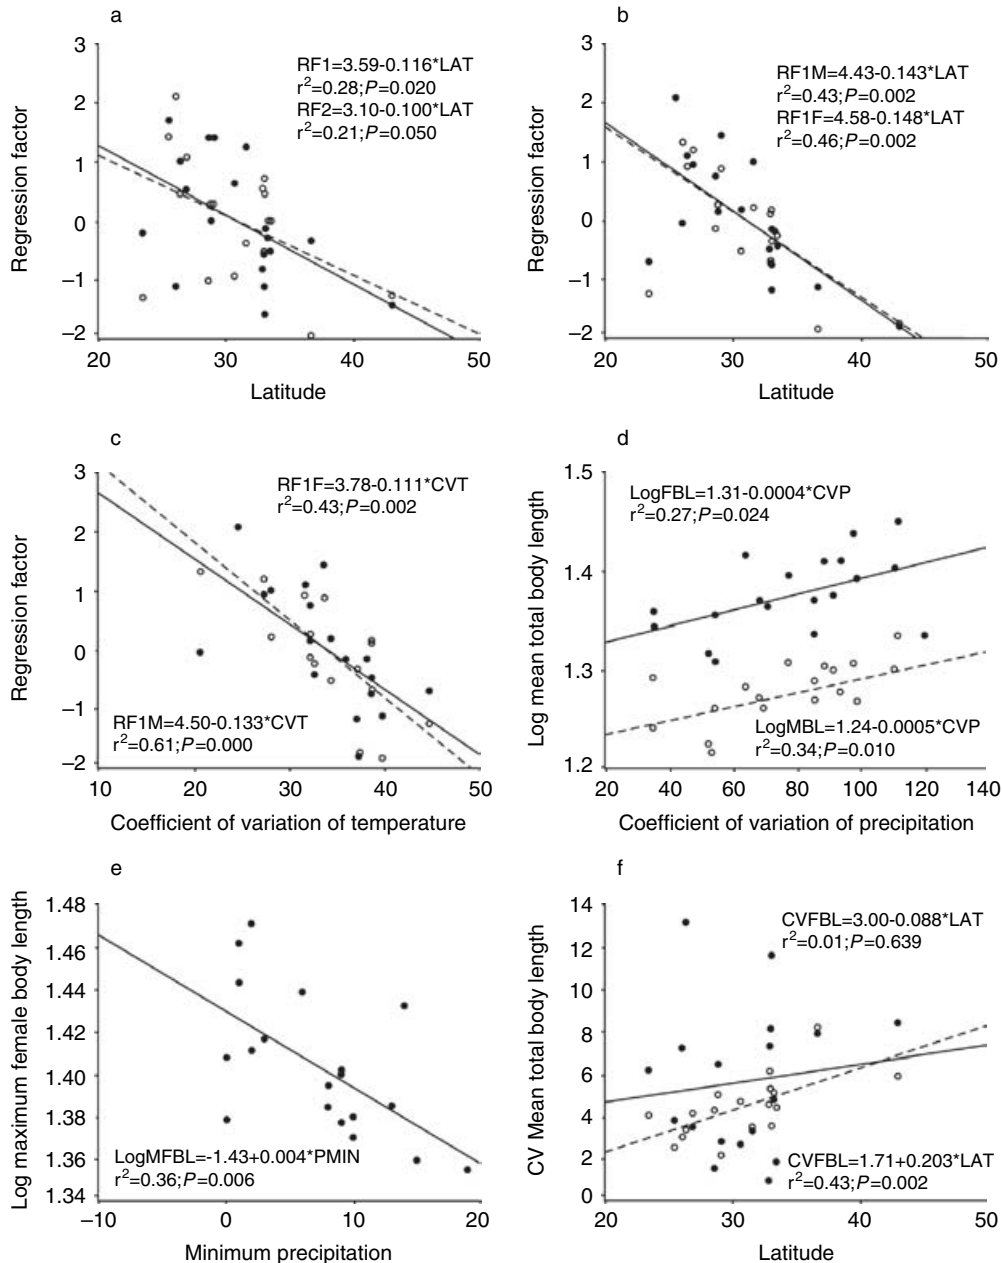 a
3
2
1
0
–1
–2
20
30
40
50
Regression factor
Latitude
RF1=3.59-0.116*LAT
r²=0.28;P=0.020
RF2=3.10-0.100*LAT
r²=0.21;P=0.050
b
3
2
1
0
–1
–2
20
30
40
50
Regression factor
Latitude
RF1M=4.43-0.143*LAT
r²=0.43;P=0.002
RF1F=4.58-0.148*LAT
r²=0.46;P=0.002
c
3
2
1
0
–1
–2
10
20
30
40
50
Regression factor
Coefficient of variation of temperature
RF1F=3.78-0.111*CVT
r²=0.43;P=0.002
RF1M=4.50-0.133*CVT
r²=0.61;P=0.000
d
1.5
1.4
1.3
1.2
20
40
60
80
100
120
140
Log mean total body length
Coefficient of variation of precipitation
LogFBL=1.31-0.0004*CVP
r²=0.27;P=0.024
LogMBL=1.24-0.0005*CVP
r²=0.34;P=0.010
e
1.48
1.46
1.44
1.42
1.40
1.38
1.36
1.34
–10
0
10
20
Log maximum female body length
Minimum precipitation
LogMFBL=-1.43+0.004*PMIN
r²=0.36;P=0.006
f
14
12
10
8
6
4
2
0
20
30
40
50
CV Mean total body length
Latitude
CVFBL=3.00-0.088*LAT
r²=0.01;P=0.639
CVFBL=1.71+0.203*LAT
r²=0.43;P=0.002